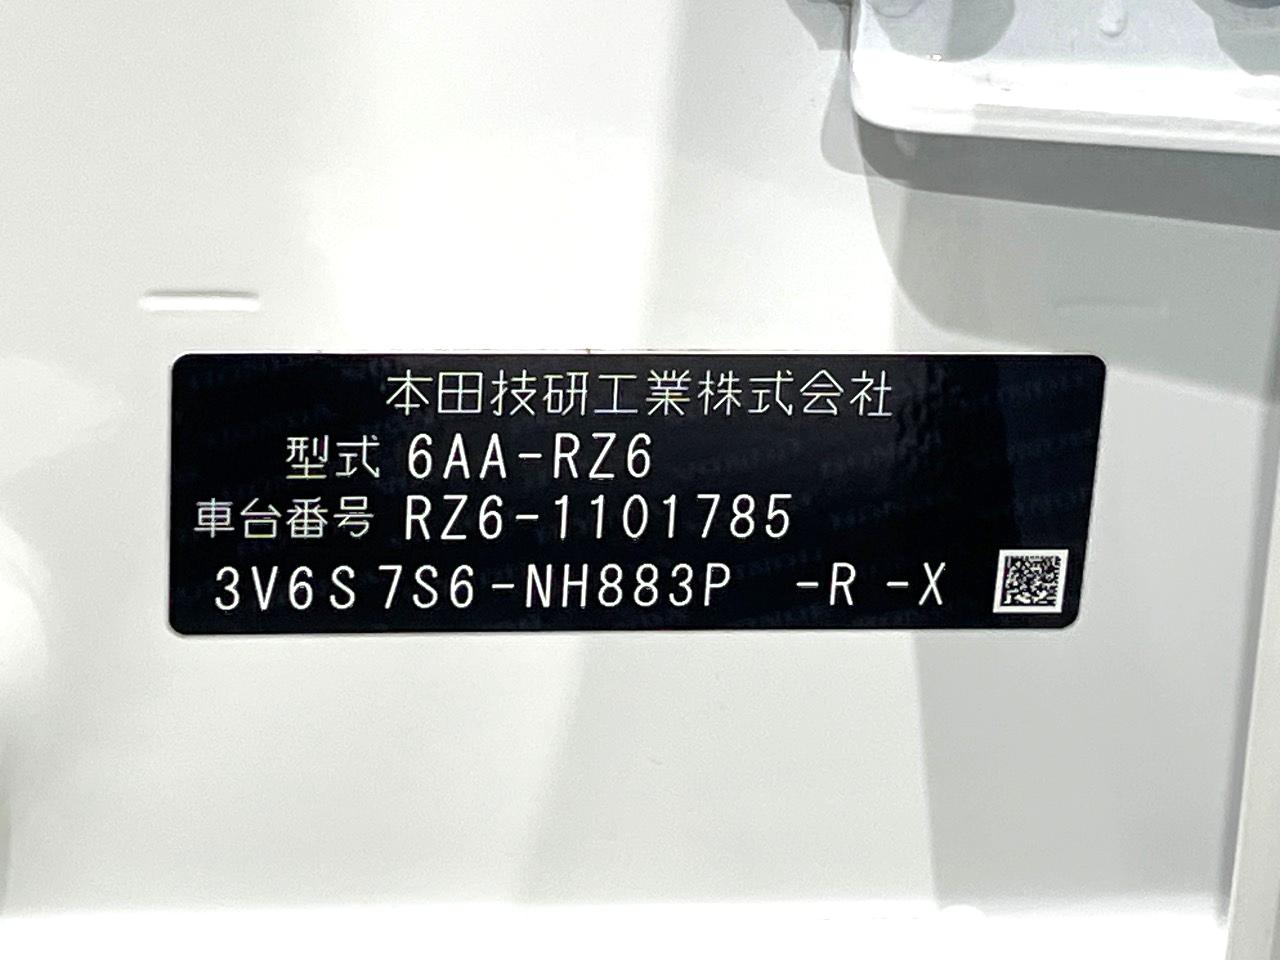 本田技研工業株式会社
型式 6AA-RZ6
車台番号 RZ6-1101785
3V6S7S6-NH883P -R -X